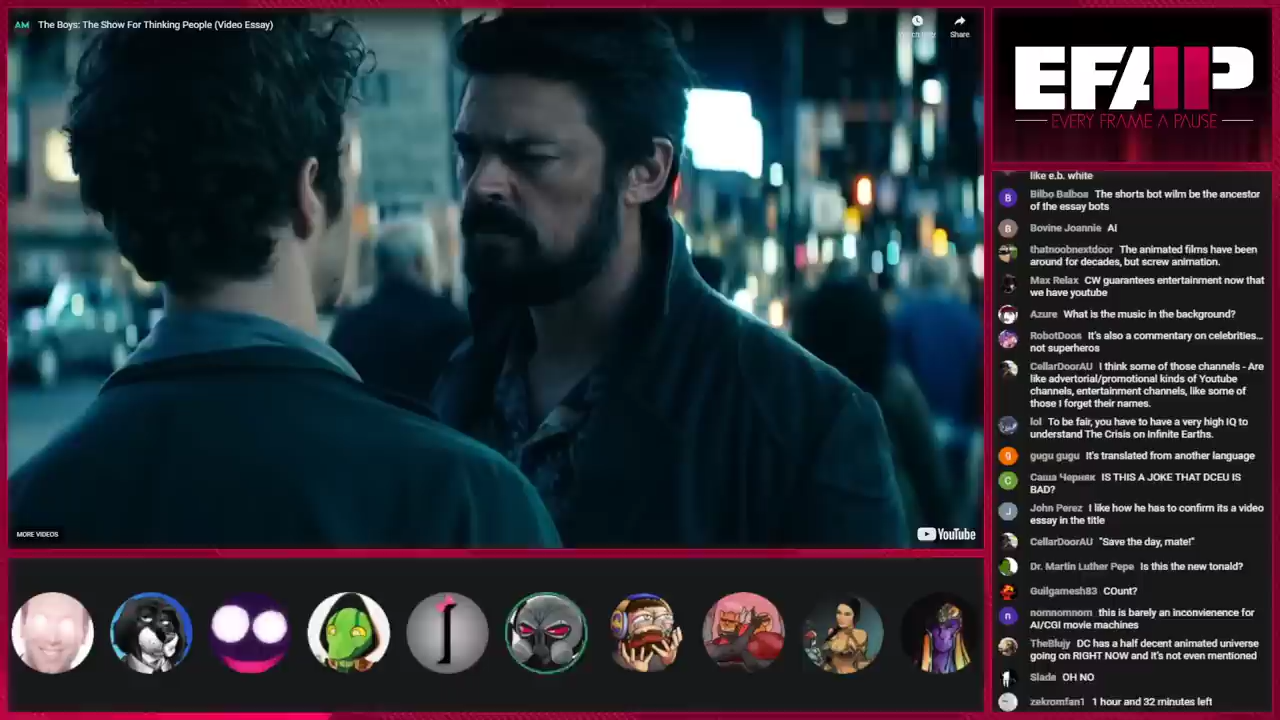 AM The Boys: The Show For Thinking People (Video Essay)
Share
MORE VIDEOS
YouTube
EFAP
EVERY FRAME A PAUSE
like e.b. white
B Bilbo Balboa The shorts bot wilm be the ancestor
of the essay bots
B Bovine Joannie AI
thatnoobnextdoor The animated films have been
around for decades, but screw animation.
Max Relax CW guarantees entertainment now that
we have youtube
Azure What is the music in the background?
RobotDoos It's also a commentary on celebrities...
not superheros
CellarDoorAU I think some of those channels - Are
like advertorial/promotional kinds of Youtube
channels, entertainment channels, like some of
those I forget their names.
lol To be fair, you have to have a very high IQ to
understand The Crisis on Infinite Earths.
g gugu gugu It's translated from another language
C Саша Черняк IS THIS A JOKE THAT DCEU IS
BAD?
J John Perez I like how he has to confirm its a video
essay in the title
CellarDoorAU "Save the day, mate!"
Dr. Martin Luther Pepe Is this the new tonald?
Guilgamesh83 COunt?
n nomnomnom this is barely an inconvienence for
AI/CGI movie machines
TheBlujy DC has a half decent animated universe
going on RIGHT NOW and it's not even mentioned
Slade OH NO
zekromfan1 1 hour and 32 minutes left